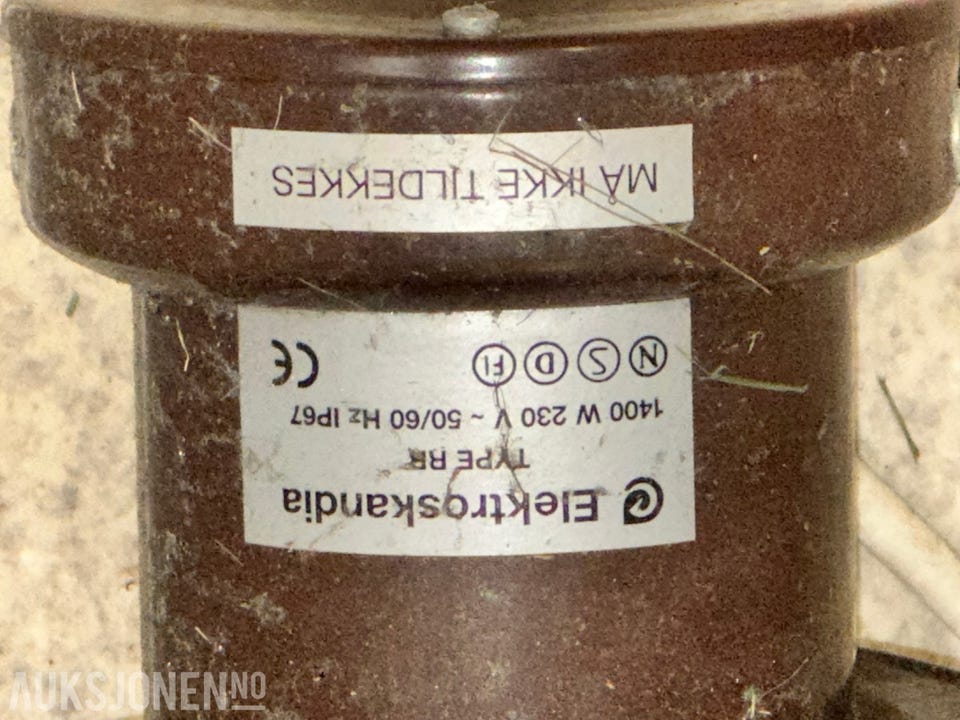 Elektroskandia
TYPE RR
1400 W 230 V ~ 50/60 Hz IP67
N S D FI CE
MÅ IKKE TILDEKKES
AUKSJONEN.NO